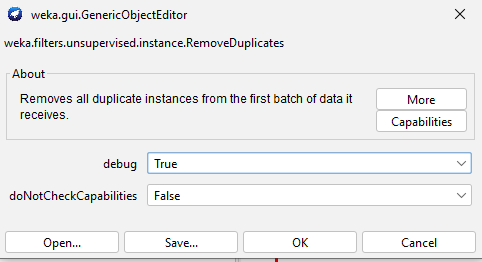 weka.gui.GenericObjectEditor
weka.filters.unsupervised.instance.RemoveDuplicates
About
Removes all duplicate instances from the first batch of data it
receives.
More
Capabilities
debug True
doNotCheckCapabilities False
Open... Save... OK Cancel